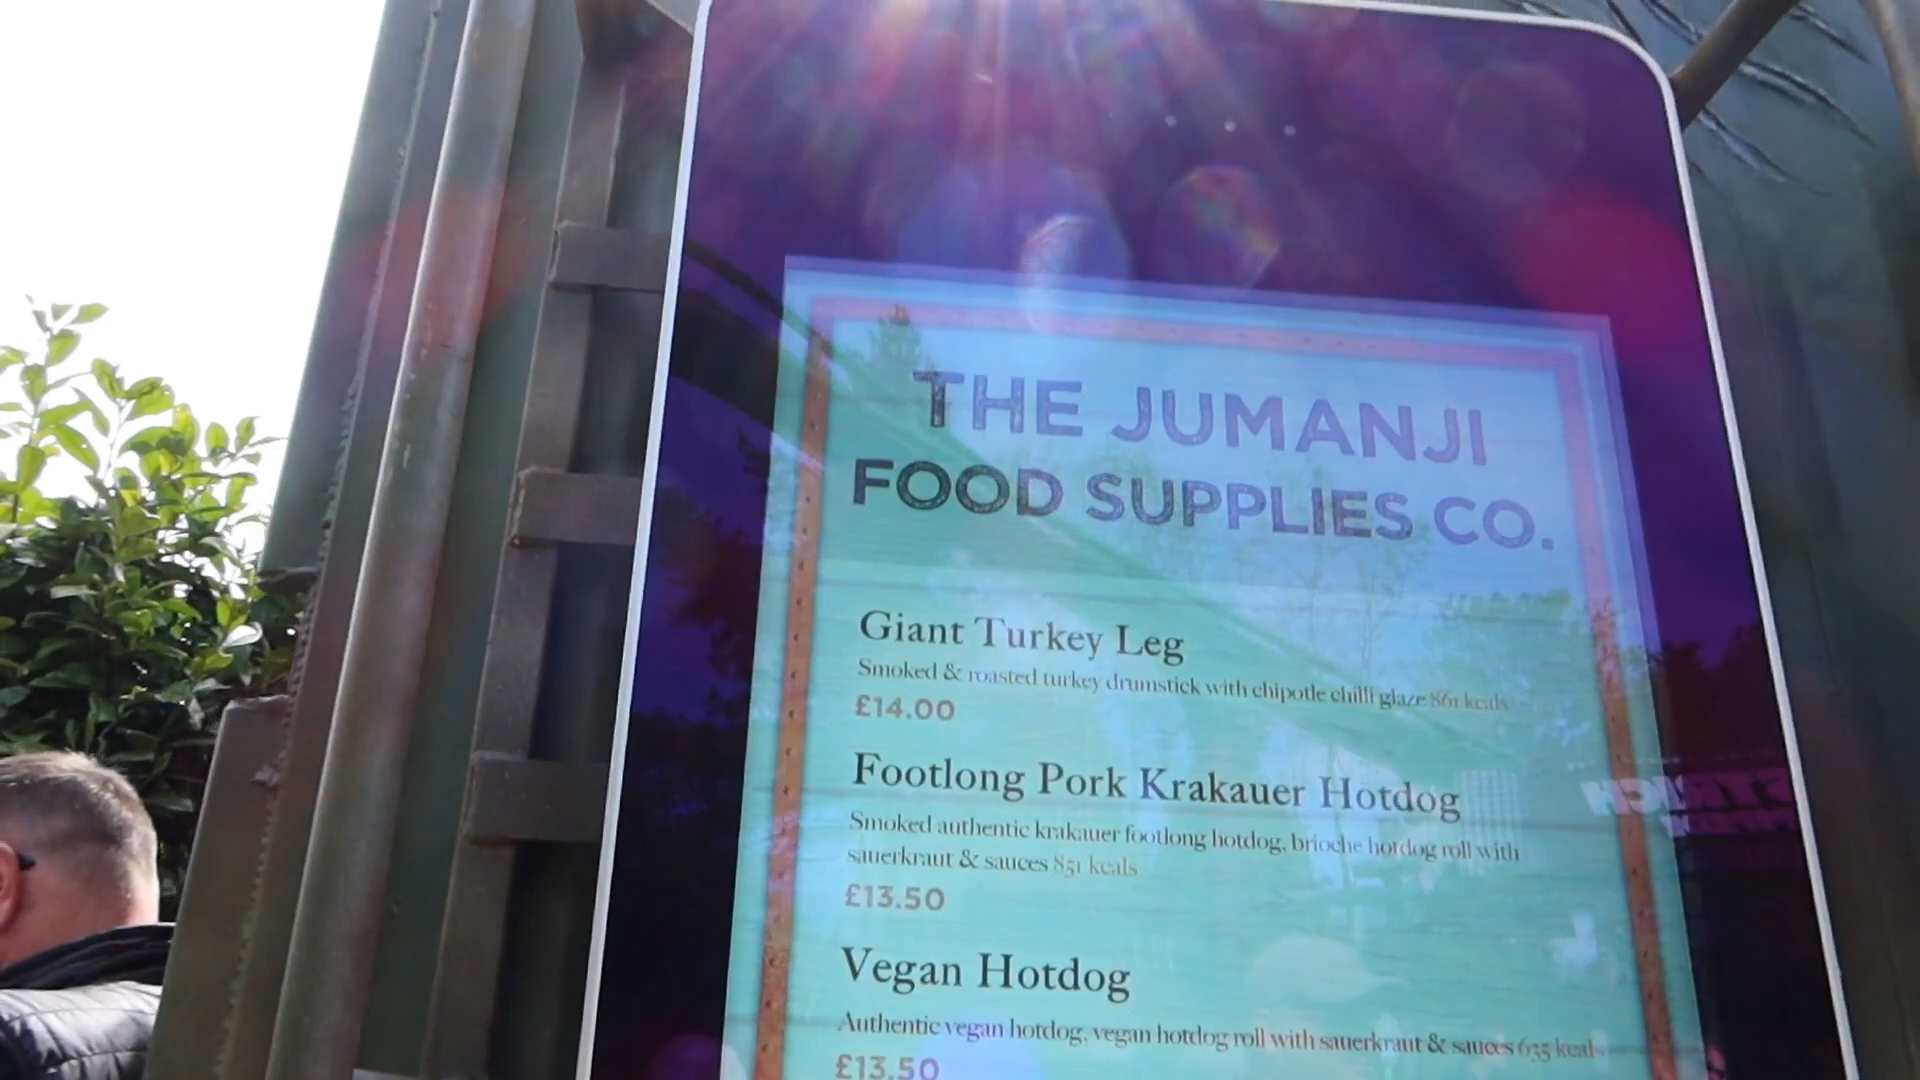 THE JUMANJI
FOOD SUPPLIES CO.
Giant Turkey Leg
Smoked & roasted turkey drumstick with chipotle chilli glaze 861 kcals
£14.00
Footlong Pork Krakauer Hotdog
Smoked authentic krakauer footlong hotdog, brioche hotdog roll with
sauerkraut & sauces 851 kcals
£13.50
Vegan Hotdog
Authentic vegan hotdog, vegan hotdog roll with sauerkraut & sauces 635 kcals
£13.50